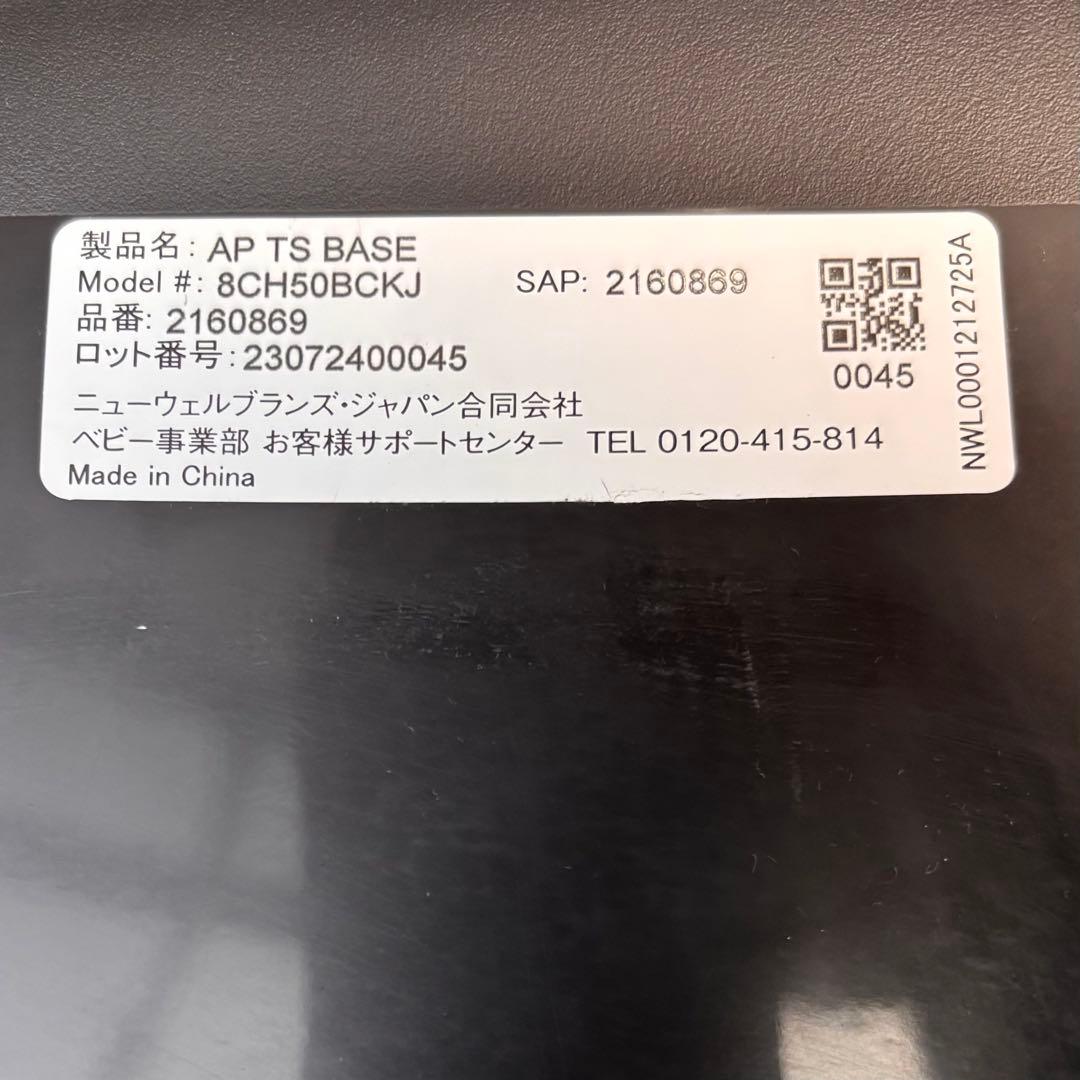 製品名: AP TS BASE
Model #: 8CH50BCKJ
SAP: 2160869
品番: 2160869
ロット番号: 23072400045
ニューウェルブランズ・ジャパン合同会社
ベビー事業部 お客様サポートセンター TEL 0120-415-814
Made in China
0045
NWL0001212725A